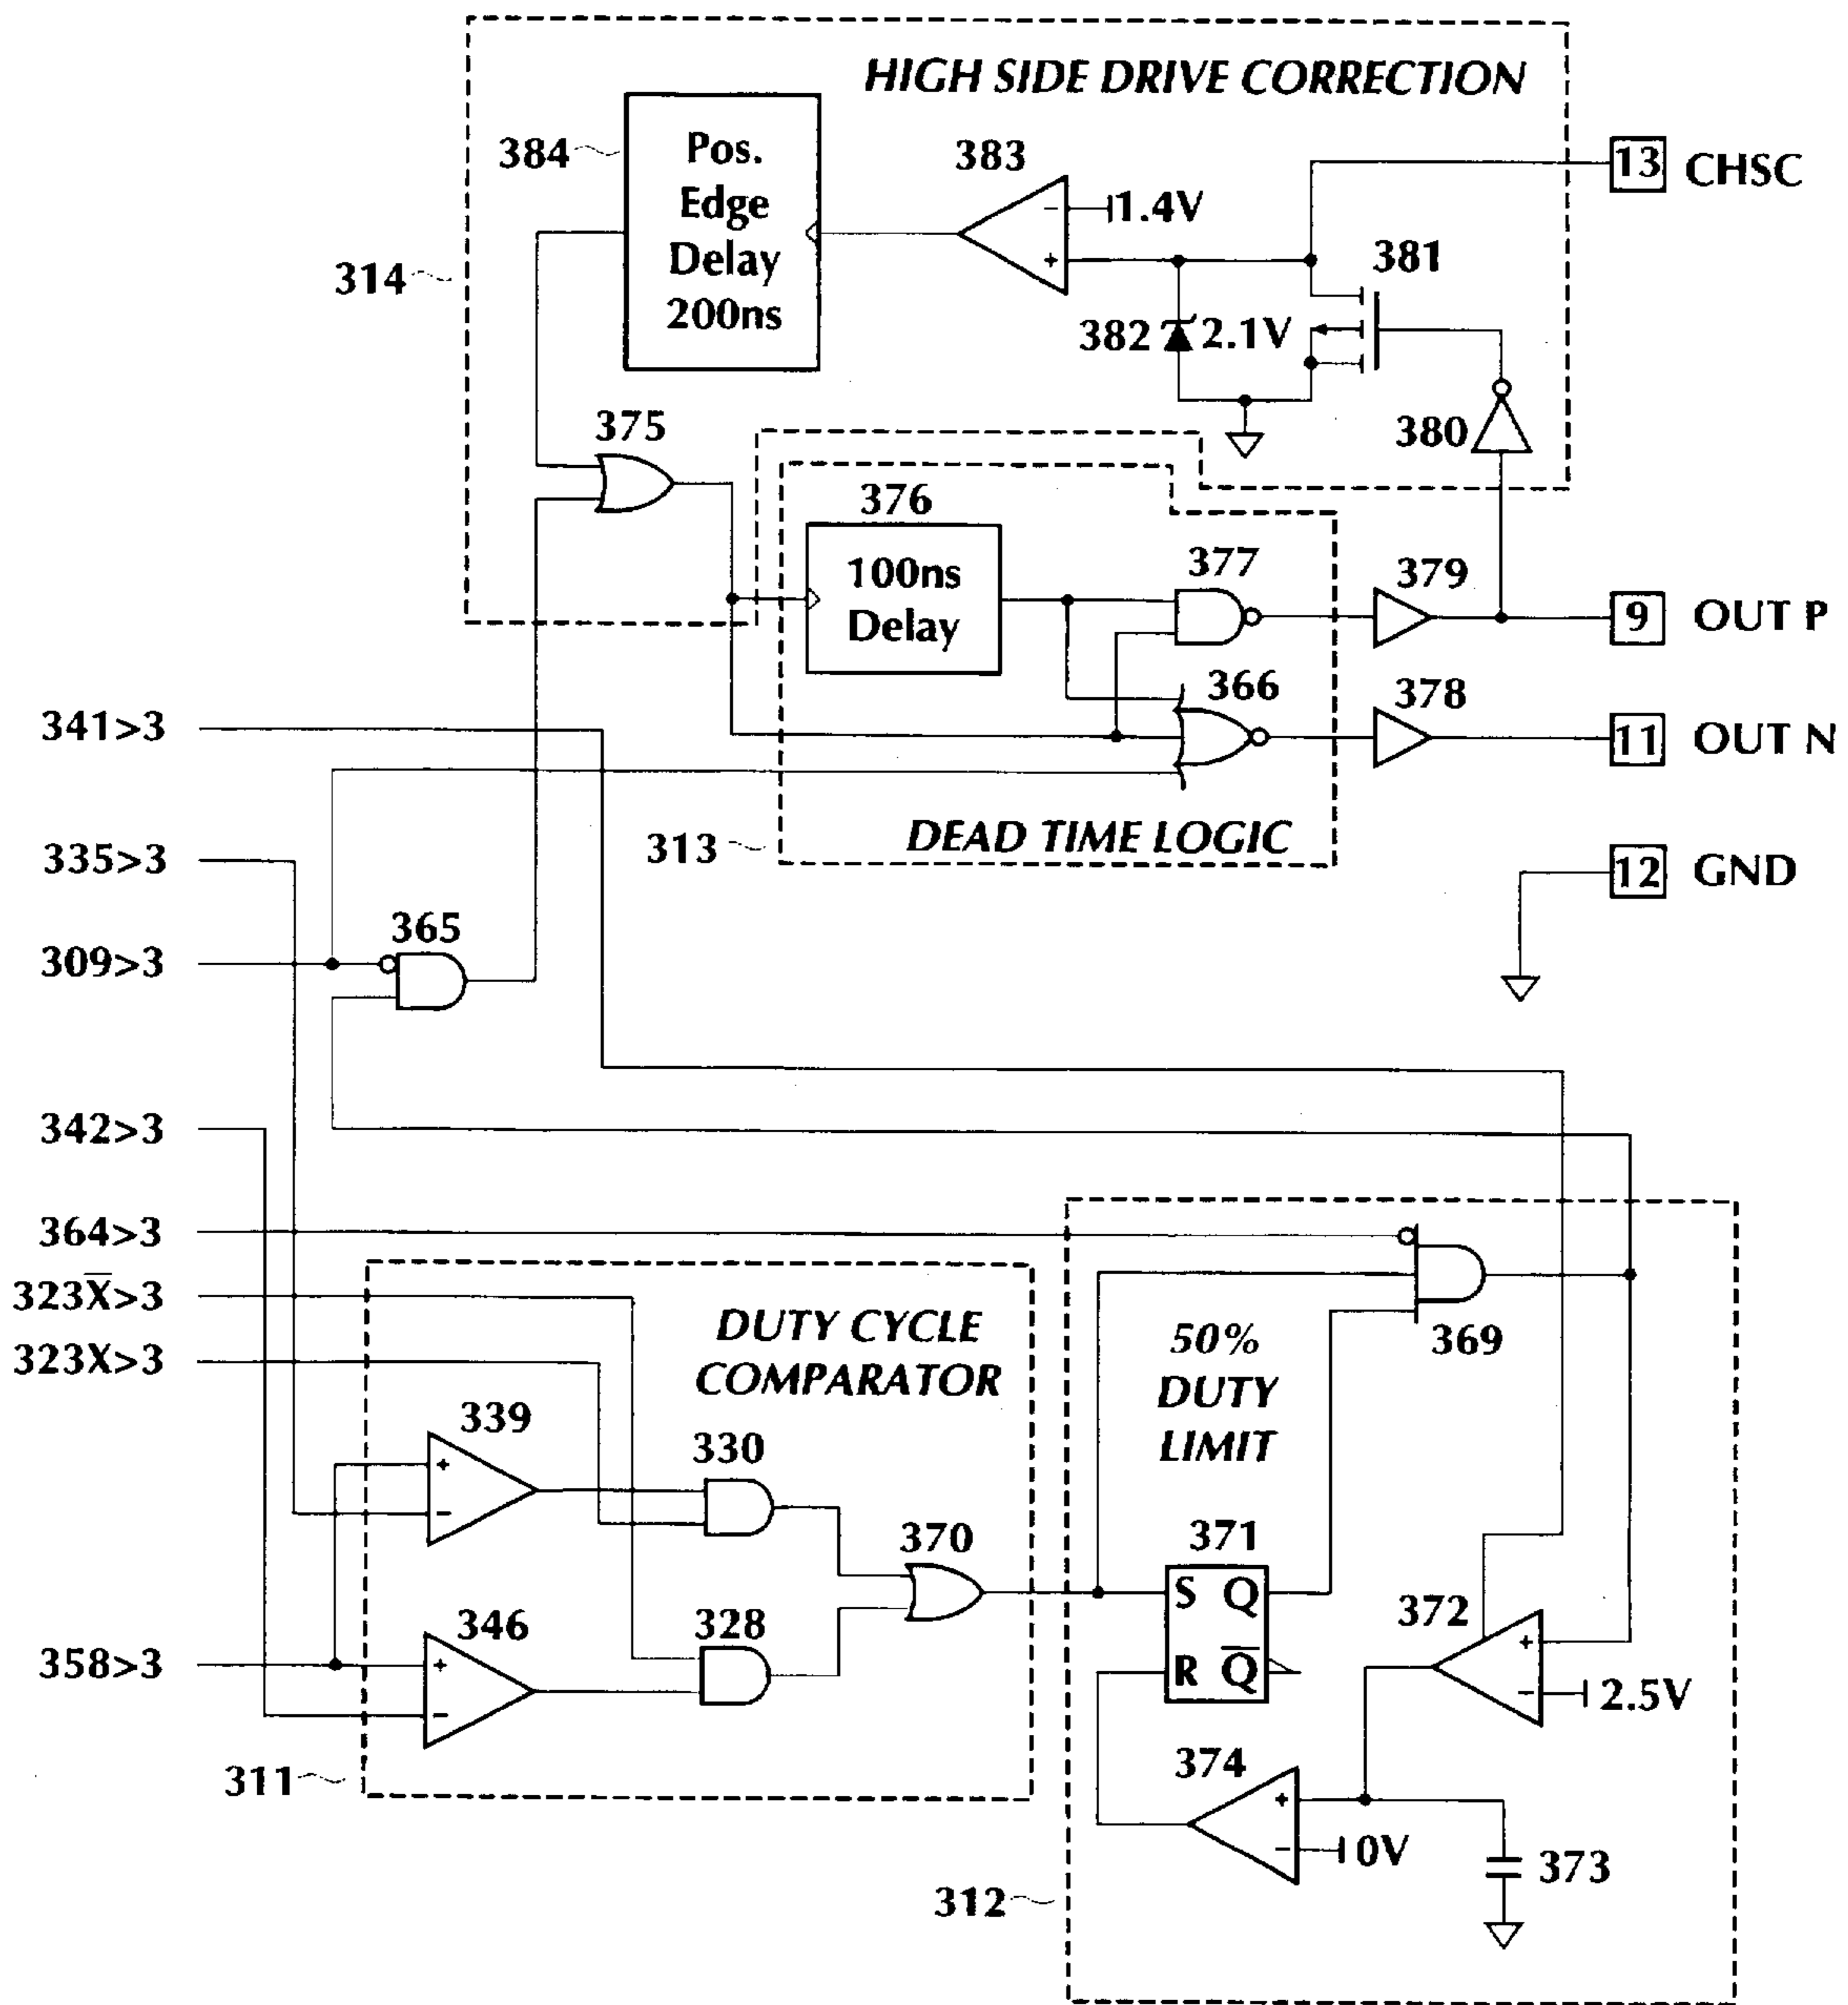 HIGH SIDE DRIVE CORRECTION
384
Pos.
Edge
Delay
200ns
383
−
1.4V
+
13 CHSC
381
314
382
2.1V
380
375
376
100ns
Delay
377
379
9 OUT P
366
378
11 OUT N
341>3
313
DEAD TIME LOGIC
335>3
12 GND
365
309>3
342>3
364>3
323X̅>3
323X>3
DUTY CYCLE
COMPARATOR
50%
DUTY
LIMIT
369
339
+
−
330
370
371
S Q
R Q̅
372
+
−
2.5V
346
+
−
328
358>3
311
374
+
−
0V
373
312